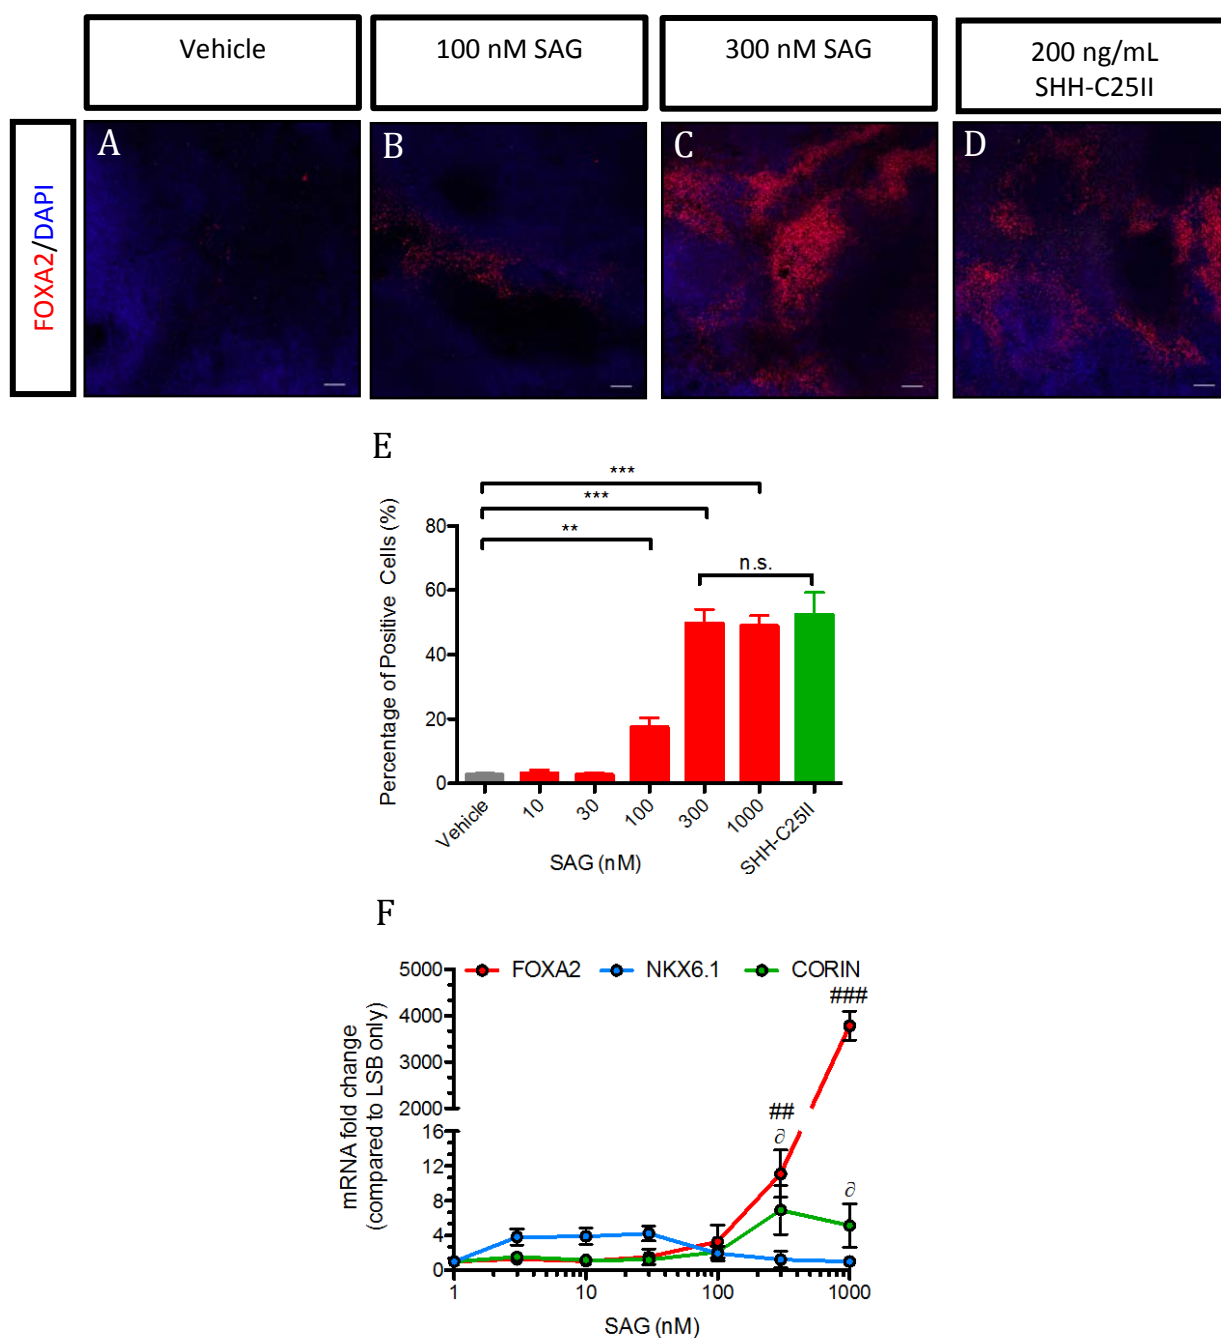 Vehicle
100 nM SAG
300 nM SAG
200 ng/mL
SHH-C25II
FOXA2/DAPI
A
B
C
D
E
***
***
**
n.s.
Percentage of Positive Cells (%)
80
60
40
20
0
Vehicle
10
30
100
300
1000
SHH-C25II
SAG (nM)
F
FOXA2
NKX6.1
CORIN
mRNA fold change
(compared to LSB only)
5000
4000
3000
2000
16
12
8
4
0
###
##
∂
∂
1
10
100
1000
SAG (nM)